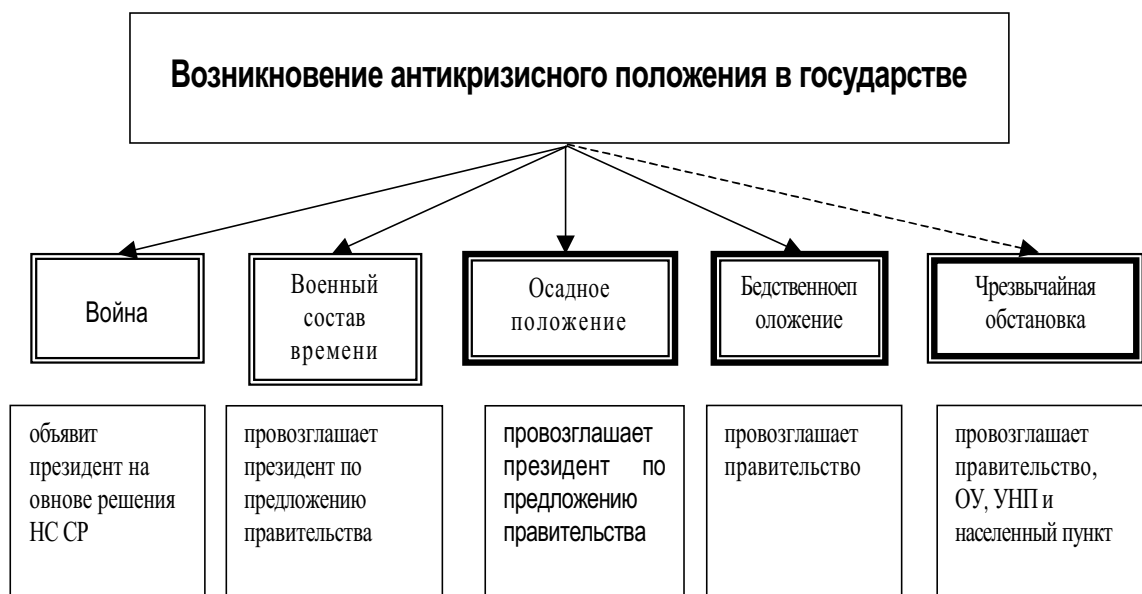 Возникновение антикризисного положения в государстве
Война
Военный
состав
времени
Осадное
положение
Бедственноеп
оложение
Чрезвычайная
обстановка
объявит
президент на
овнове решения
НС СР
провозглашает
президент по
предложению
правительства
провозглашает
президент по
предложению
правительства
провозглашает
правительство
провозглашает
правительство,
ОУ, УНП и
населенный пункт